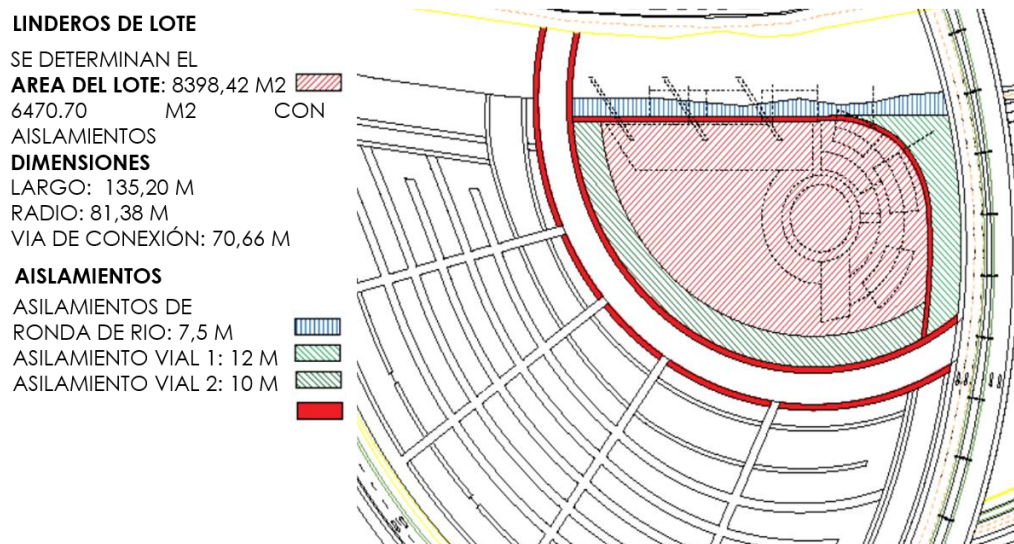 LINDEROS DE LOTE
SE DETERMINAN EL
AREA DEL LOTE: 8398,42 M2
6470.70 M2 CON
AISLAMIENTOS
DIMENSIONES
LARGO: 135,20 M
RADIO: 81,38 M
VIA DE CONEXIÓN: 70,66 M
AISLAMIENTOS
ASILAMIENTOS DE
RONDA DE RIO: 7,5 M
ASILAMIENTO VIAL 1: 12 M
ASILAMIENTO VIAL 2: 10 M